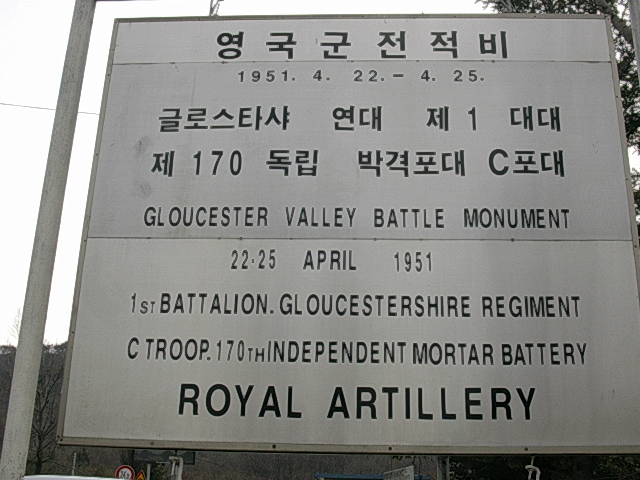 영국군전적비
1951. 4. 22. - 4. 25.
글로스타샤 연대 제 1 대대
제 170 독립 박격포대 C포대
GLOUCESTER VALLEY BATTLE MONUMENT
22-25 APRIL 1951
1ST BATTALION. GLOUCESTERSHIRE REGIMENT
C TROOP. 170TH INDEPENDENT MORTAR BATTERY
ROYAL ARTILLERY